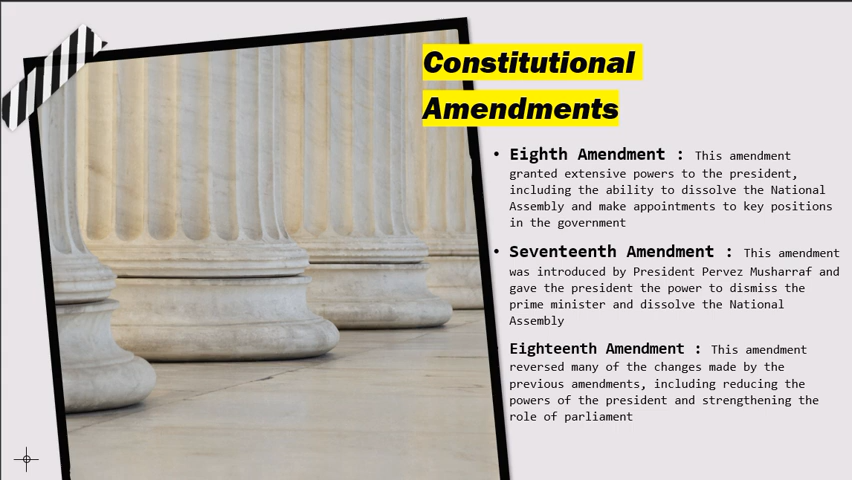 Constitutional
Amendments
• Eighth Amendment : This amendment
granted extensive powers to the president,
including the ability to dissolve the National
Assembly and make appointments to key positions
in the government
• Seventeenth Amendment : This amendment
was introduced by President Pervez Musharraf and
gave the president the power to dismiss the
prime minister and dissolve the National
Assembly
Eighteenth Amendment : This amendment
reversed many of the changes made by the
previous amendments, including reducing the
powers of the president and strengthening the
role of parliament